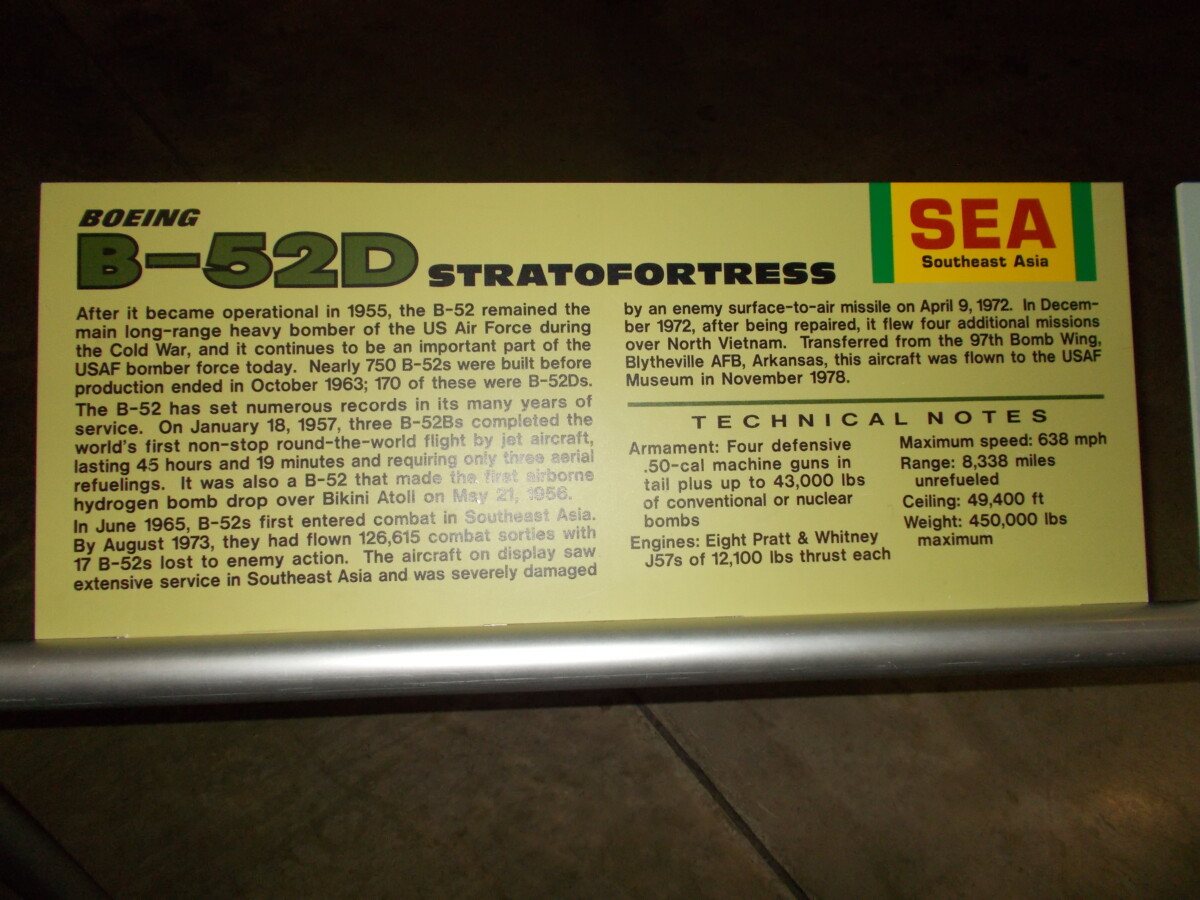 BOEING
B-52D STRATOFORTRESS
SEA
Southeast Asia
After it became operational in 1955, the B-52 remained the
main long-range heavy bomber of the US Air Force during
the Cold War, and it continues to be an important part of the
USAF bomber force today. Nearly 750 B-52s were built before
production ended in October 1963; 170 of these were B-52Ds.
The B-52 has set numerous records in its many years of
service. On January 18, 1957, three B-52Bs completed the
world's first non-stop round-the-world flight by jet aircraft,
lasting 45 hours and 19 minutes and requiring only three aerial
refuelings. It was also a B-52 that made the first airborne
hydrogen bomb drop over Bikini Atoll on May 21, 1956.
In June 1965, B-52s first entered combat in Southeast Asia.
By August 1973, they had flown 126,615 combat sorties with
17 B-52s lost to enemy action. The aircraft on display saw
extensive service in Southeast Asia and was severely damaged
by an enemy surface-to-air missile on April 9, 1972. In Decem-
ber 1972, after being repaired, it flew four additional missions
over North Vietnam. Transferred from the 97th Bomb Wing,
Blytheville AFB, Arkansas, this aircraft was flown to the USAF
Museum in November 1978.
TECHNICAL NOTES
Armament: Four defensive
.50-cal machine guns in
tail plus up to 43,000 lbs
of conventional or nuclear
bombs
Engines: Eight Pratt & Whitney
J57s of 12,100 lbs thrust each
Maximum speed: 638 mph
Range: 8,338 miles
unrefueled
Ceiling: 49,400 ft
Weight: 450,000 lbs
maximum